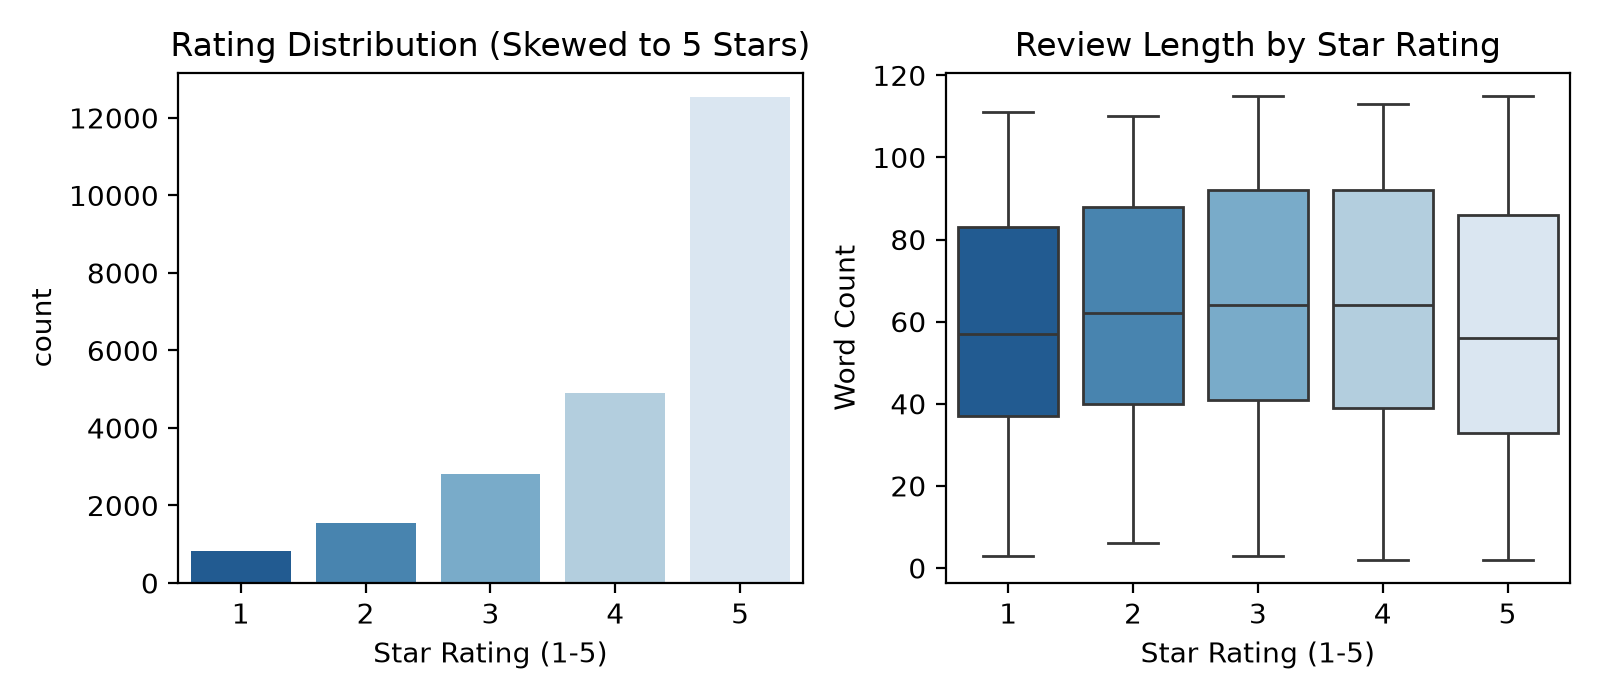 Rating Distribution (Skewed to 5 Stars)
12000
10000
8000
6000
4000
2000
0
count
1 2 3 4 5
Star Rating (1-5)
Review Length by Star Rating
120
100
80
60
40
20
0
Word Count
1 2 3 4 5
Star Rating (1-5)